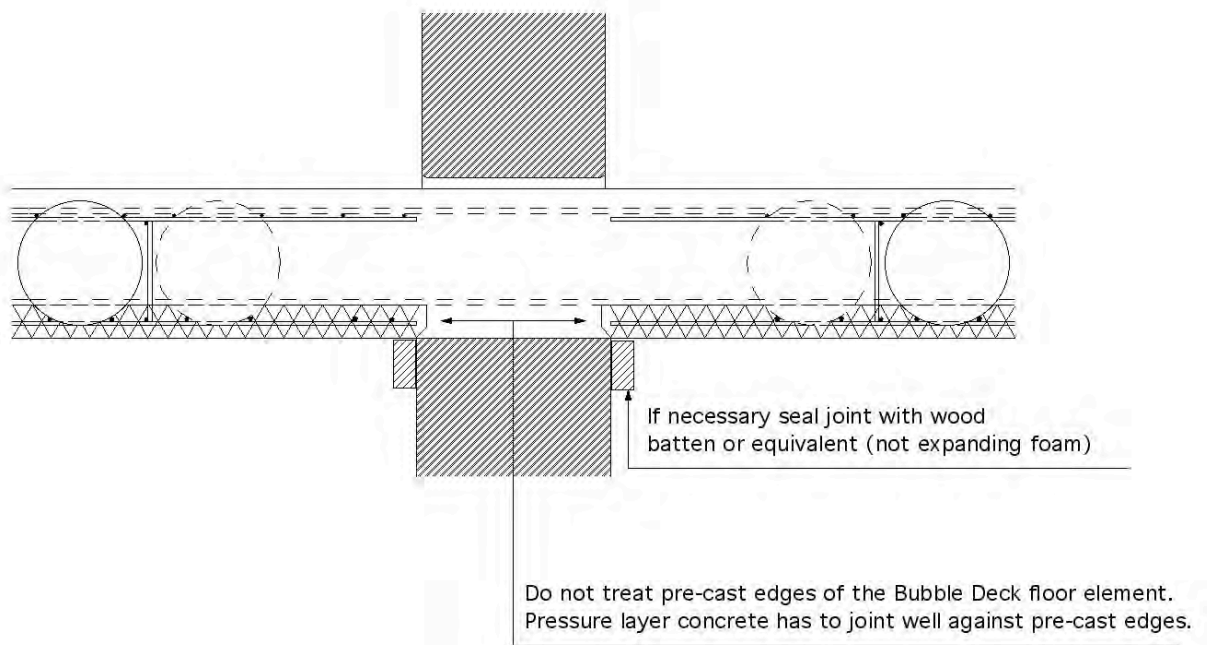 If necessary seal joint with wood
batten or equivalent (not expanding foam)
Do not treat pre-cast edges of the Bubble Deck floor element.
Pressure layer concrete has to joint well against pre-cast edges.